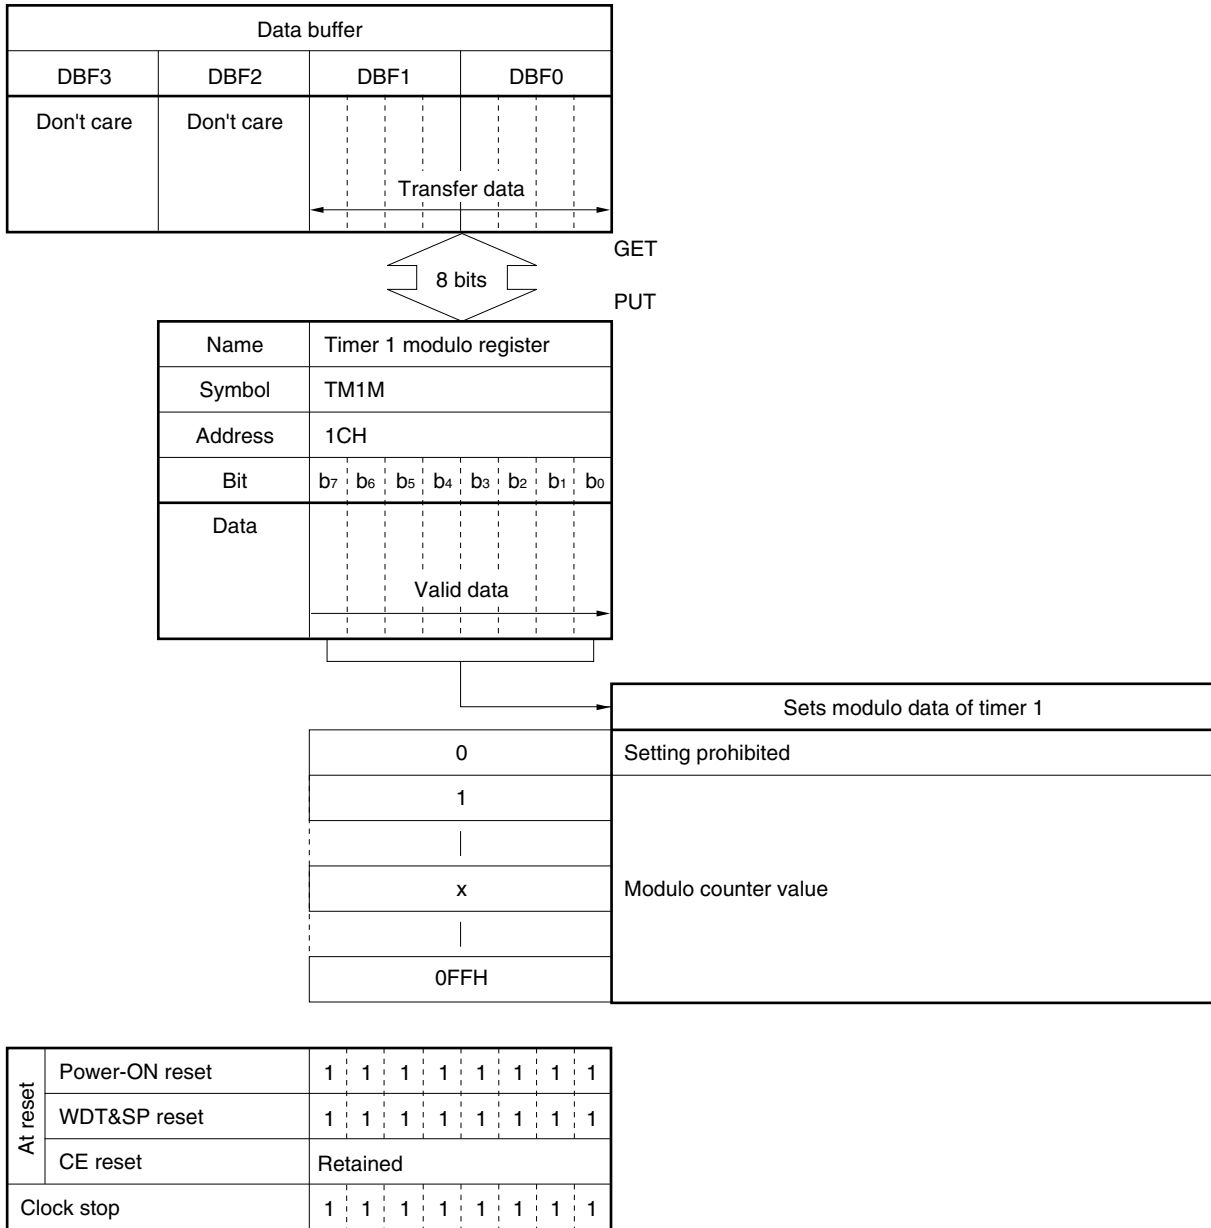 Data buffer
DBF3 DBF2 DBF1 DBF0
Don't care Don't care
Transfer data
GET
8 bits
PUT
Name Timer 1 modulo register
Symbol TM1M
Address 1CH
Bit b7 b6 b5 b4 b3 b2 b1 b0
Data
Valid data
Sets modulo data of timer 1
0 Setting prohibited
1
x Modulo counter value
0FFH
At reset
Power-ON reset 1 1 1 1 1 1 1 1
WDT&SP reset 1 1 1 1 1 1 1 1
CE reset Retained
Clock stop 1 1 1 1 1 1 1 1